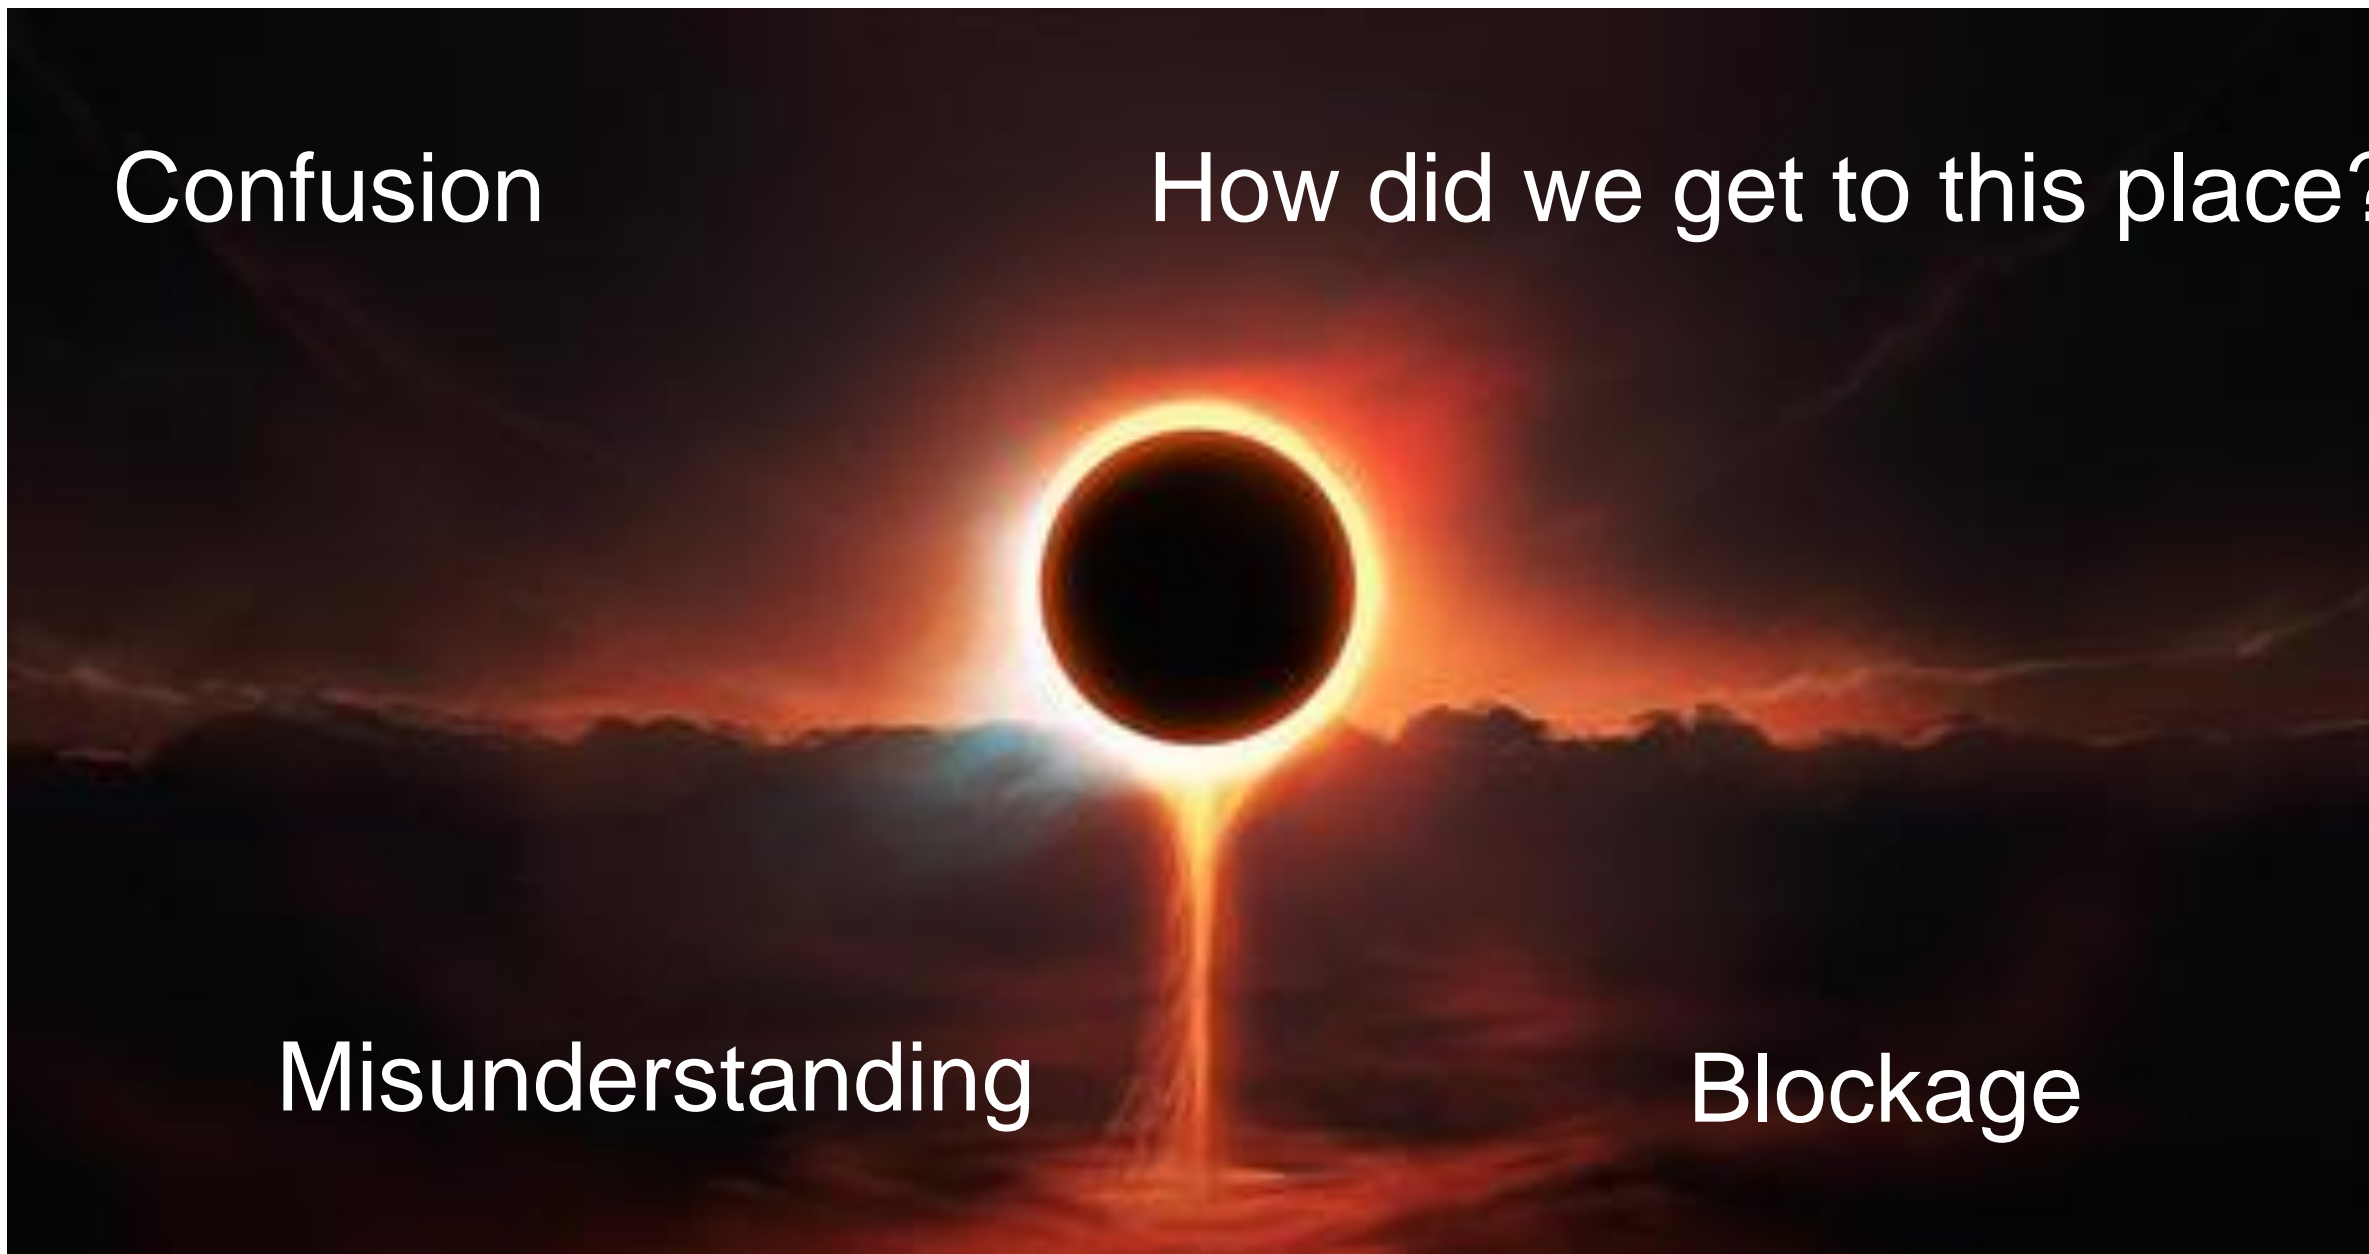 Confusion
How did we get to this place?
Misunderstanding
Blockage